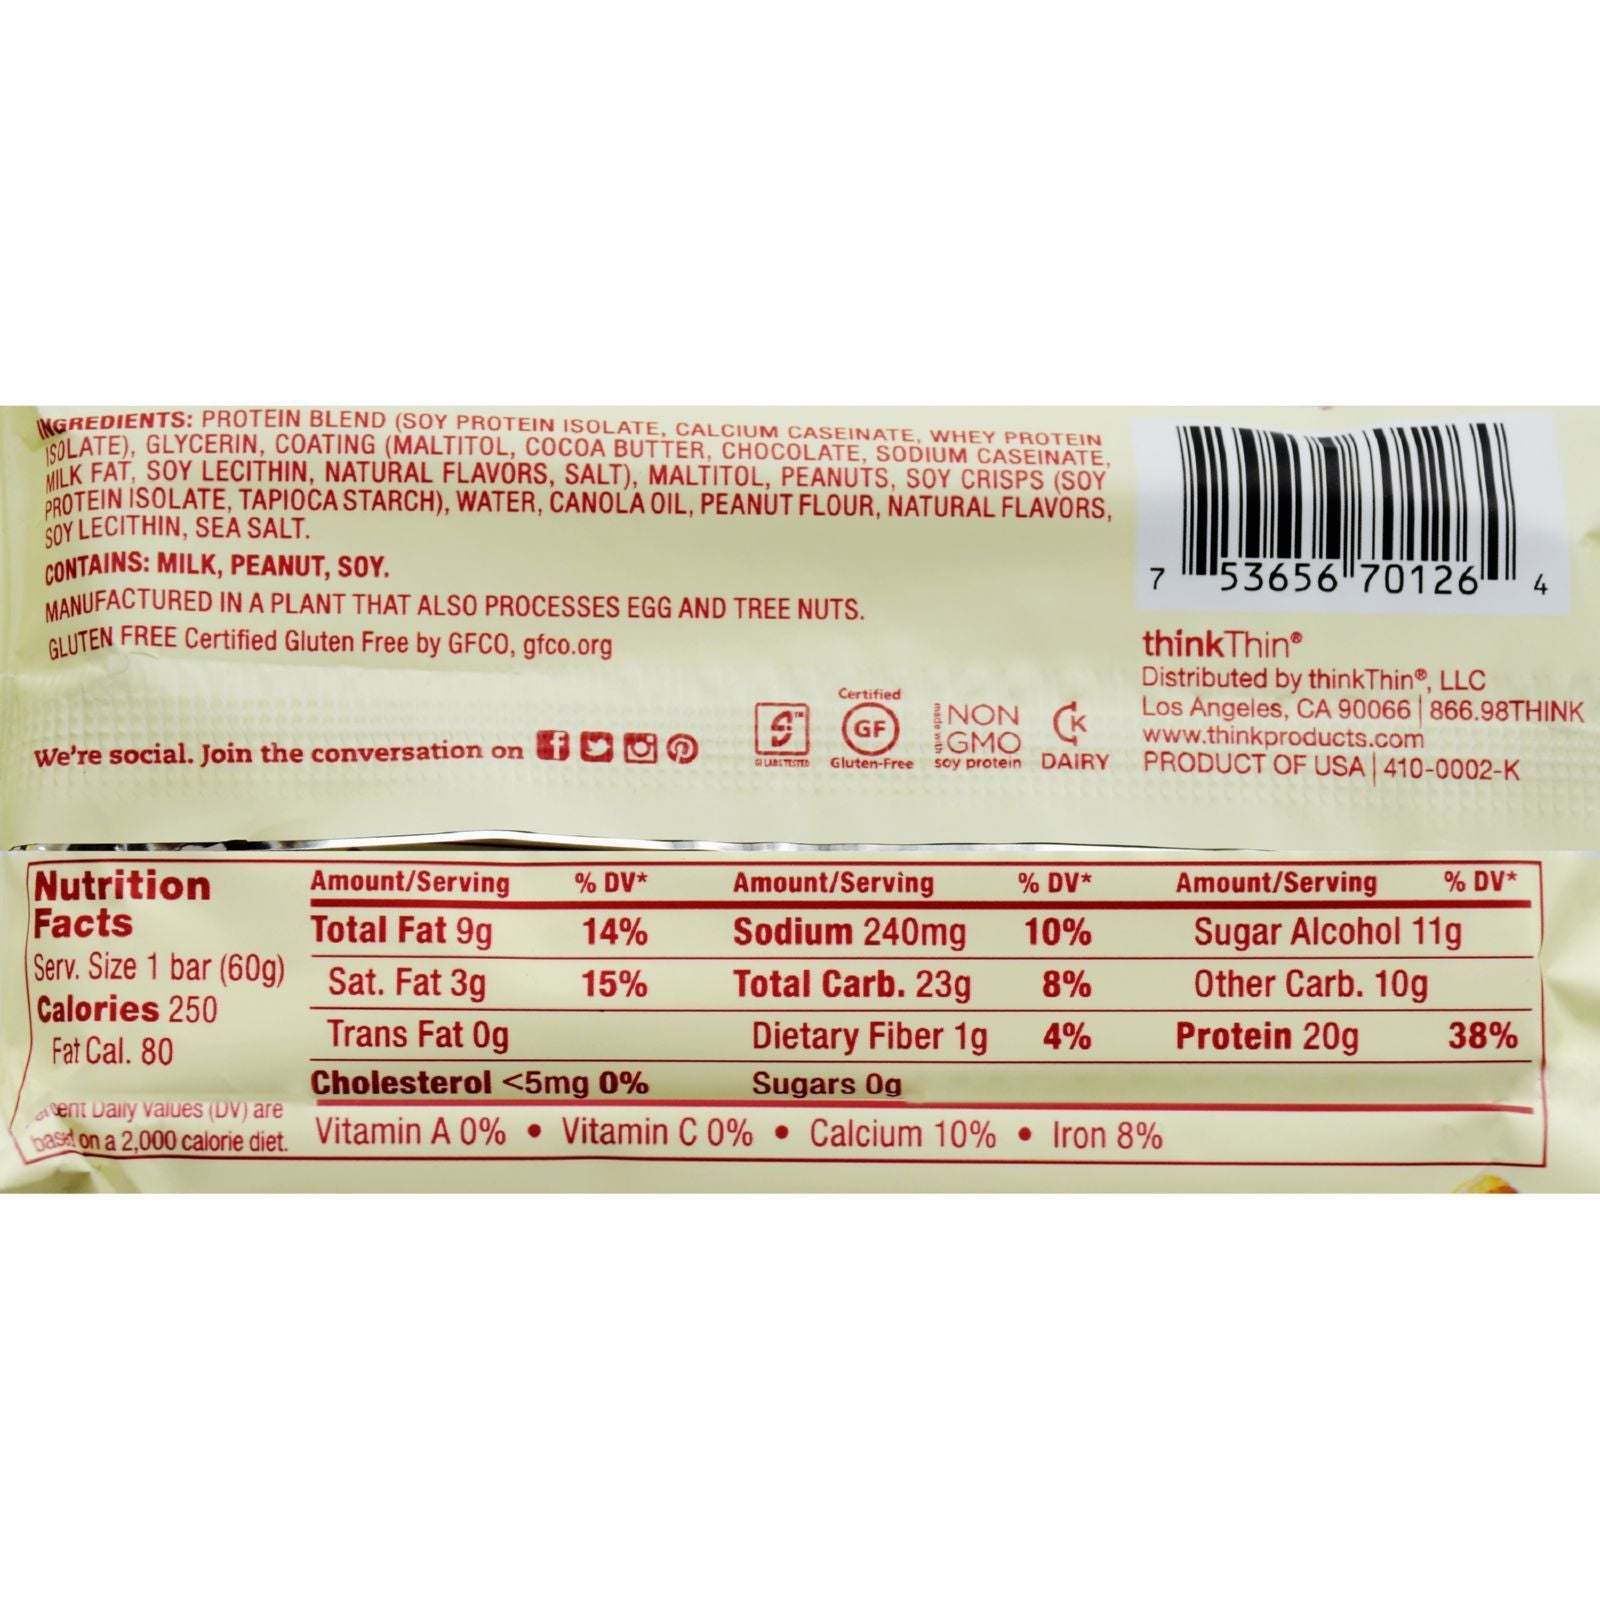 INGREDIENTS: PROTEIN BLEND (SOY PROTEIN ISOLATE, CALCIUM CASEINATE, WHEY PROTEIN
ISOLATE), GLYCERIN, COATING (MALTITOL, COCOA BUTTER, CHOCOLATE, SODIUM CASEINATE,
MILK FAT, SOY LECITHIN, NATURAL FLAVORS, SALT), MALTITOL, PEANUTS, SOY CRISPS (SOY
PROTEIN ISOLATE, TAPIOCA STARCH), WATER, CANOLA OIL, PEANUT FLOUR, NATURAL FLAVORS,
SOY LECITHIN, SEA SALT.
CONTAINS: MILK, PEANUT, SOY.
MANUFACTURED IN A PLANT THAT ALSO PROCESSES EGG AND TREE NUTS.
GLUTEN FREE Certified Gluten Free by GFCO, gfco.org
We're social. Join the conversation on
GI LABS TESTED
Certified
GF
Gluten-Free
made with
NON
GMO
soy protein
K
DAIRY
7 53656 70126 4
thinkThin®
Distributed by thinkThin®, LLC
Los Angeles, CA 90066 | 866.98THINK
www.thinkproducts.com
PRODUCT OF USA | 410-0002-K
Nutrition
Facts
Serv. Size 1 bar (60g)
Calories 250
Fat Cal. 80
Percent Daily Values (DV) are
based on a 2,000 calorie diet.
Amount/Serving % DV*
Total Fat 9g 14%
Sat. Fat 3g 15%
Trans Fat 0g
Cholesterol <5mg 0%
Amount/Serving % DV*
Sodium 240mg 10%
Total Carb. 23g 8%
Dietary Fiber 1g 4%
Sugars 0g
Amount/Serving % DV*
Sugar Alcohol 11g
Other Carb. 10g
Protein 20g 38%
Vitamin A 0% • Vitamin C 0% • Calcium 10% • Iron 8%